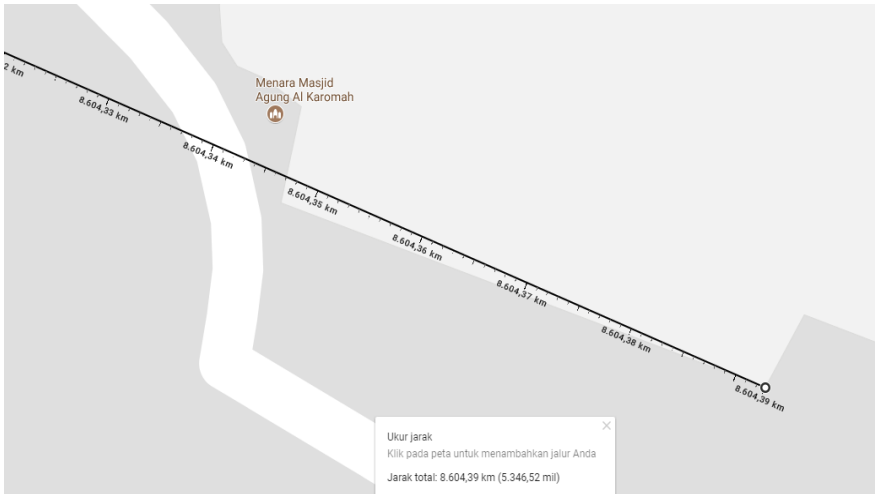 Menara Masjid
Agung Al Karomah
2 km
8.604,33 km
8.604,34 km
8.604,35 km
8.604,36 km
8.604,37 km
8.604,38 km
8.604,39 km
Ukur jarak
Klik pada peta untuk menambahkan jalur Anda
Jarak total: 8.604,39 km (5.346,52 mil)